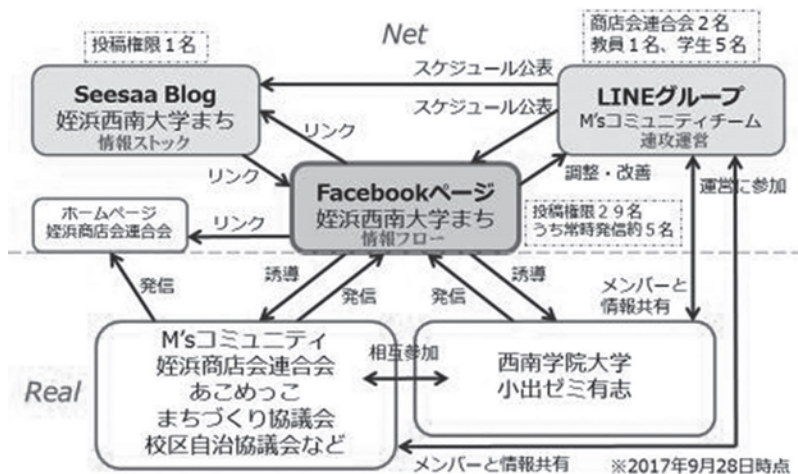 Net
投稿権限1名
商店会連合会2名
教員1名、学生5名
Seesaa Blog
姪浜西南大学まち
情報ストック
スケジュール公表
スケジュール公表
LINEグループ
M'sコミュニティチーム
速攻運営
リンク
リンク
Facebookページ
姪浜西南大学まち
情報フロー
調整・改善
運営に参加
投稿権限29名
うち常時発信約5名
ホームページ
姪浜商店会連合会
リンク
発信
誘導
発信
発信
誘導
メンバーと
情報共有
Real
M'sコミュニティ
姪浜商店会連合会
あこめっこ
まちづくり協議会
校区自治協議会など
相互参加
西南学院大学
小出ゼミ有志
メンバーと情報共有
※2017年9月28日時点